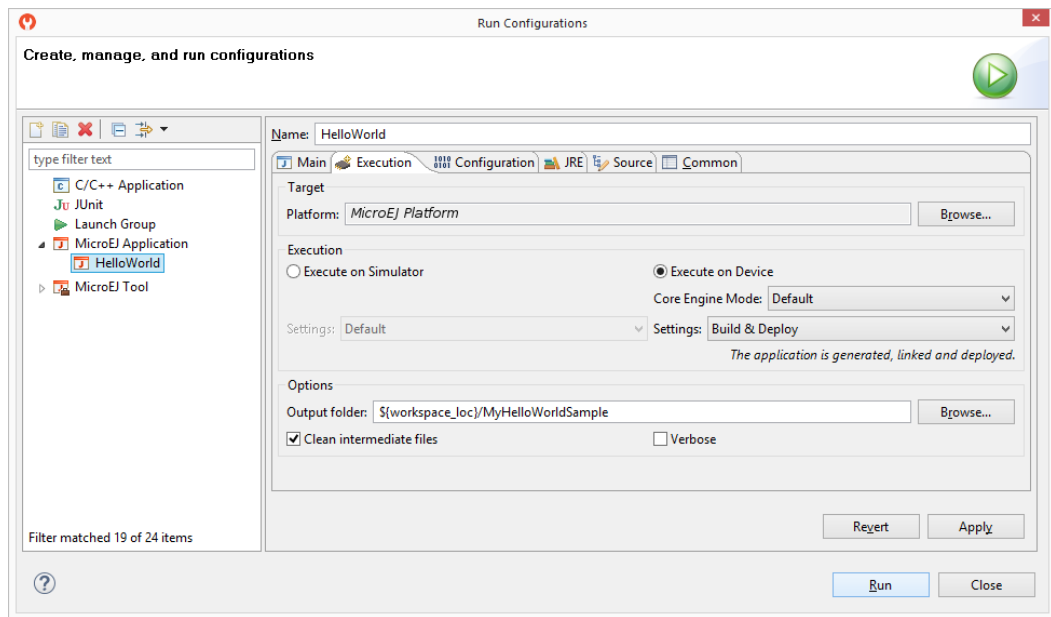 Run Configurations
Create, manage, and run configurations
type filter text
C/C++ Application
Ju JUnit
Launch Group
MicroEJ Application
HelloWorld
MicroEJ Tool
Filter matched 19 of 24 items
Name: HelloWorld
Main Execution Configuration JRE Source Common
Target
Platform: MicroEJ Platform Browse...
Execution
Execute on Simulator Execute on Device
Core Engine Mode: Default
Settings: Default Settings: Build & Deploy
The application is generated, linked and deployed.
Options
Output folder: ${workspace_loc}/MyHelloWorldSample Browse...
Clean intermediate files Verbose
Revert Apply
? Run Close